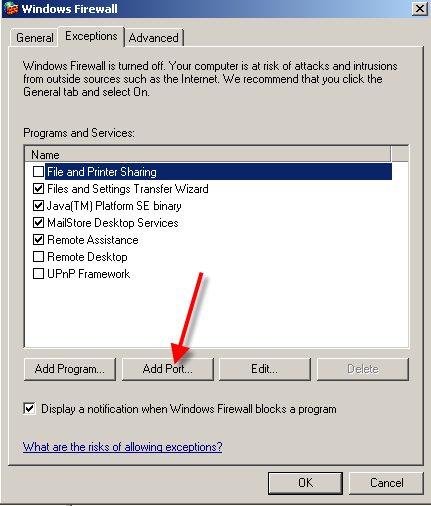 Windows Firewall
General Exceptions Advanced
Windows Firewall is turned off. Your computer is at risk of attacks and intrusions
from outside sources such as the Internet. We recommend that you click the
General tab and select On.
Programs and Services:
Name
File and Printer Sharing
Files and Settings Transfer Wizard
Java(TM) Platform SE binary
MailStore Desktop Services
Remote Assistance
Remote Desktop
UPnP Framework
Add Program... Add Port... Edit... Delete
Display a notification when Windows Firewall blocks a program
What are the risks of allowing exceptions?
OK Cancel